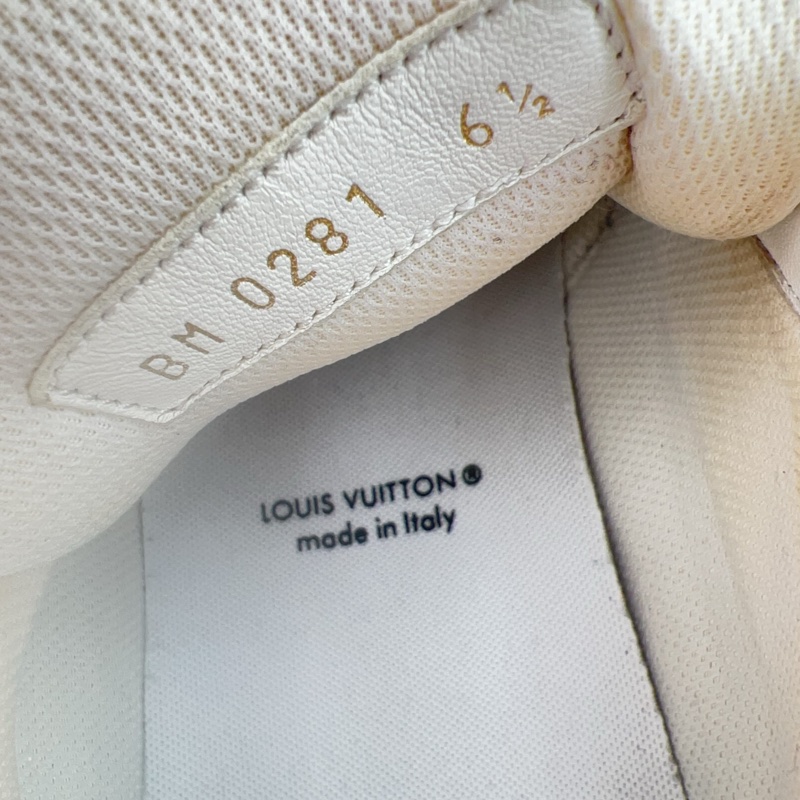 BM 0281 6 ½
LOUIS VUITTON®
made in Italy